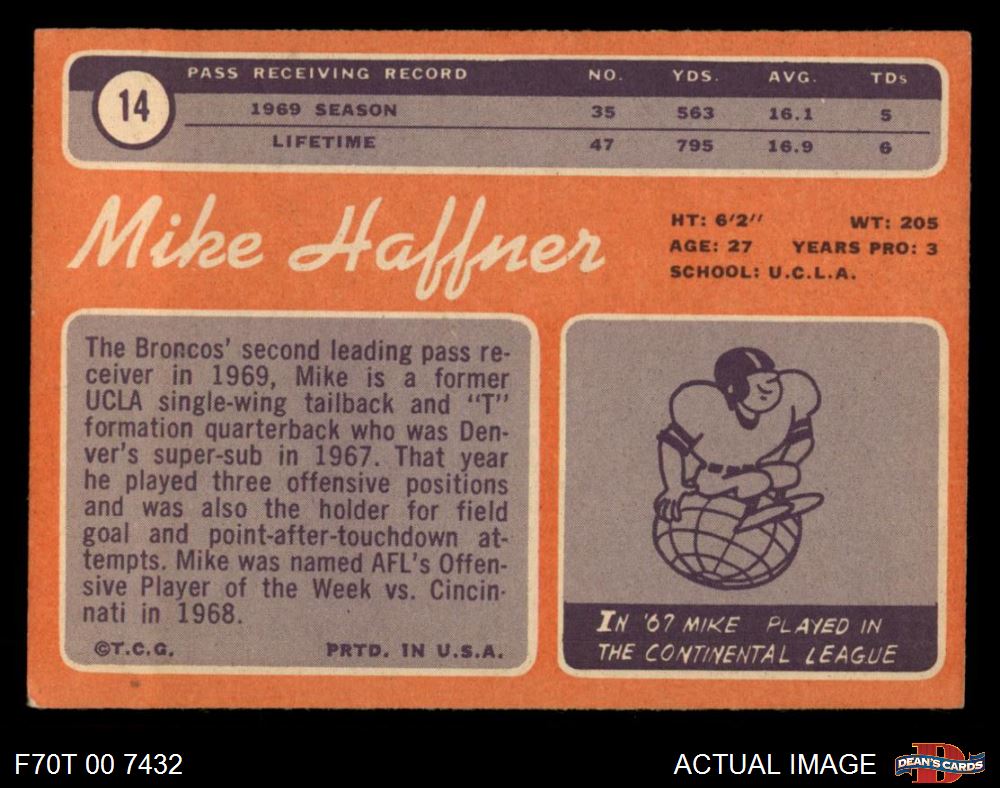 14
PASS RECEIVING RECORD NO. YDS. AVG. TDs
1969 SEASON 35 563 16.1 5
LIFETIME 47 795 16.9 6
Mike Haffner
HT: 6'2" WT: 205
AGE: 27 YEARS PRO: 3
SCHOOL: U.C.L.A.
The Broncos' second leading pass re-
ceiver in 1969, Mike is a former
UCLA single-wing tailback and "T"
formation quarterback who was Den-
ver's super-sub in 1967. That year
he played three offensive positions
and was also the holder for field
goal and point-after-touchdown at-
tempts. Mike was named AFL's Offen-
sive Player of the Week vs. Cincin-
nati in 1968.
©T.C.G. PRTD. IN U.S.A.
IN '67 MIKE PLAYED IN
THE CONTINENTAL LEAGUE
F70T 00 7432
ACTUAL IMAGE
DEAN'S CARDS